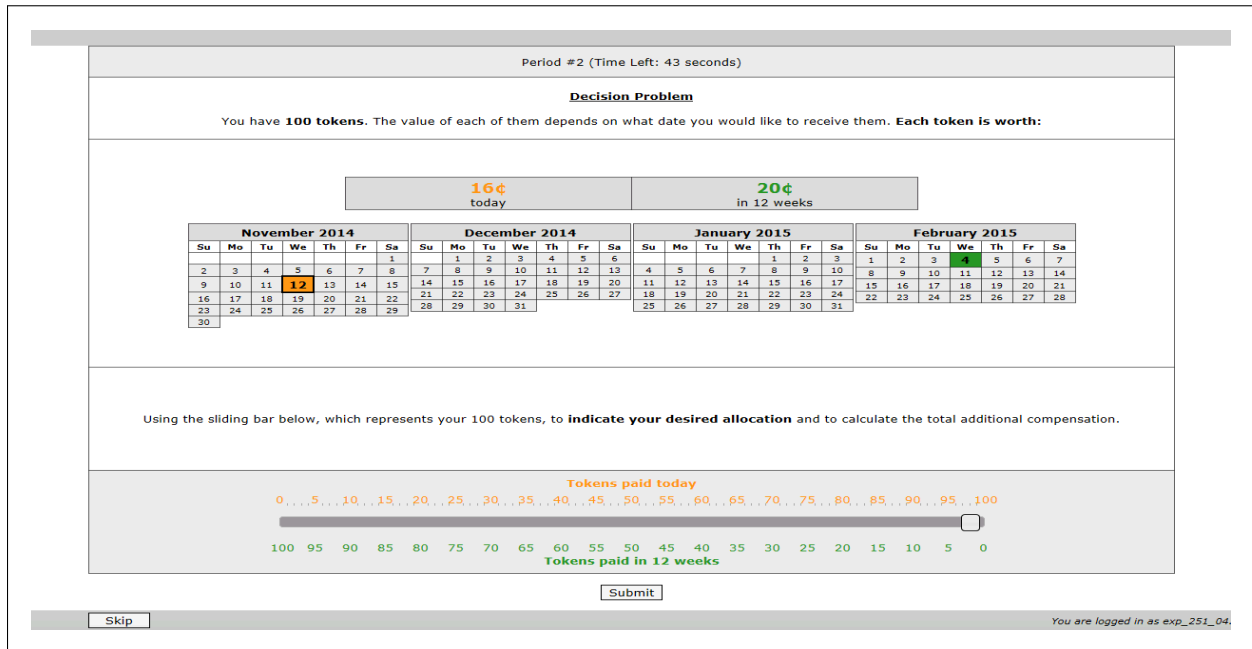 Period #2 (Time Left: 43 seconds)
Decision Problem
You have 100 tokens. The value of each of them depends on what date you would like to receive them. Each token is worth:
16¢ 20¢
today in 12 weeks
November 2014 December 2014 January 2015 February 2015
Su Mo Tu We Th Fr Sa Su Mo Tu We Th Fr Sa Su Mo Tu We Th Fr Sa Su Mo Tu We Th Fr Sa
1 1 2 3 4 5 6 1 2 3 1 2 3 4 5 6 7
2 3 4 5 6 7 8 7 8 9 10 11 12 13 4 5 6 7 8 9 10 8 9 10 11 12 13 14
9 10 11 12 13 14 15 14 15 16 17 18 19 20 11 12 13 14 15 16 17 15 16 17 18 19 20 21
16 17 18 19 20 21 22 21 22 23 24 25 26 27 18 19 20 21 22 23 24 22 23 24 25 26 27 28
23 24 25 26 27 28 29 28 29 30 31 25 26 27 28 29 30 31
30
Using the sliding bar below, which represents your 100 tokens, to indicate your desired allocation and to calculate the total additional compensation.
Tokens paid today
0....5....10....15....20....25....30....35....40....45....50....55....60....65....70....75....80....85....90....95....100
100 95 90 85 80 75 70 65 60 55 50 45 40 35 30 25 20 15 10 5 0
Tokens paid in 12 weeks
Submit
Skip You are logged in as exp_251_04.